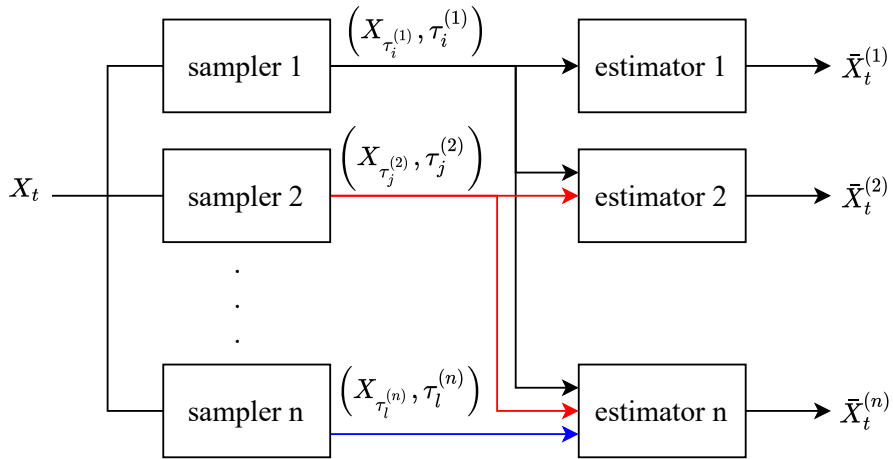 (X_{τ_i^{(1)}}, τ_i^{(1)})
sampler 1
estimator 1
X̄_t^{(1)}
(X_{τ_j^{(2)}}, τ_j^{(2)})
X_t
sampler 2
estimator 2
X̄_t^{(2)}
.
.
.
(X_{τ_l^{(n)}}, τ_l^{(n)})
sampler n
estimator n
X̄_t^{(n)}